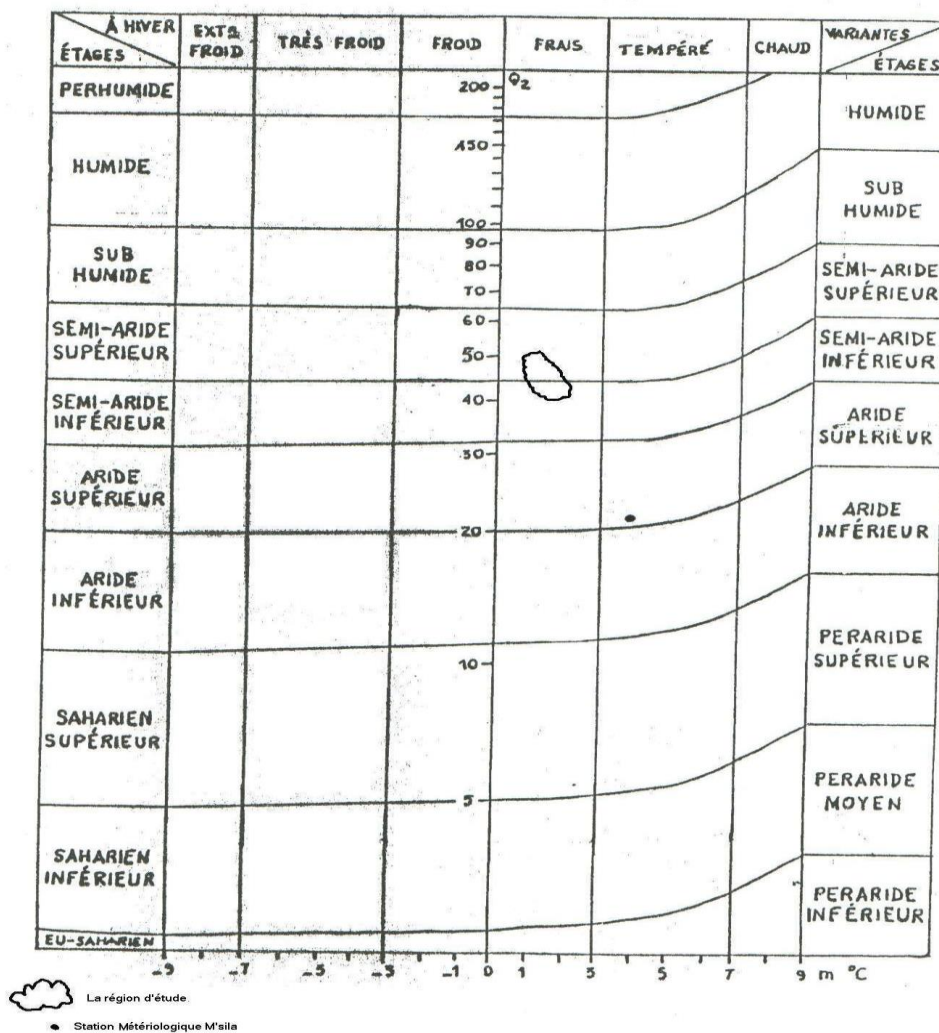 À HIVER
ÉTAGES
EXTR FROID
TRÈS FROID
FROID
FRAIS
TEMPÉRÉ
CHAUD
VARIANTES
ÉTAGES
PERHUMIDE
HUMIDE
SUB
HUMIDE
SEMI-ARIDE
SUPÉRIEUR
SEMI-ARIDE
INFÉRIEUR
ARIDE
SUPÉRIEUR
ARIDE
INFÉRIEUR
SAHARIEN
SUPÉRIEUR
SAHARIEN
INFÉRIEUR
EU-SAHARIEN
200 Q2
150
100
90
80
70
60
50
40
30
20
10
5
HUMIDE
SUB
HUMIDE
SEMI-ARIDE
SUPÉRIEUR
SEMI-ARIDE
INFÉRIEUR
ARIDE
SUPERIEUR
ARIDE
INFÉRIEUR
PERARIDE
SUPÉRIEUR
PERARIDE
MOYEN
PERARIDE
INFÉRIEUR
-9 -7 -5 -3 -1 0 1 3 5 7 9 m °C
La région d'étude
Station Métériologique M'sila